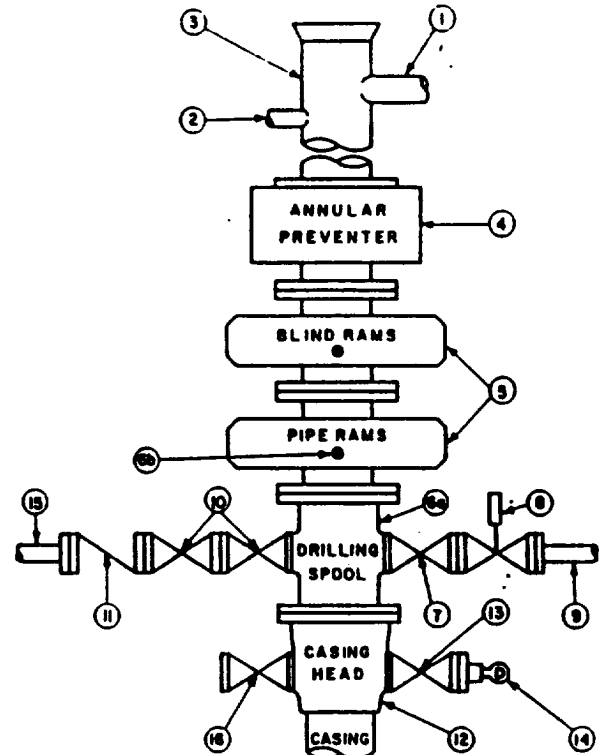 3
1
2
ANNULAR
PREVENTER
4
BLIND RAMS
5
PIPE RAMS
6b
15
10
6a
8
DRILLING
SPOOL
11
7
9
13
CASING
HEAD
16
12
14
CASING